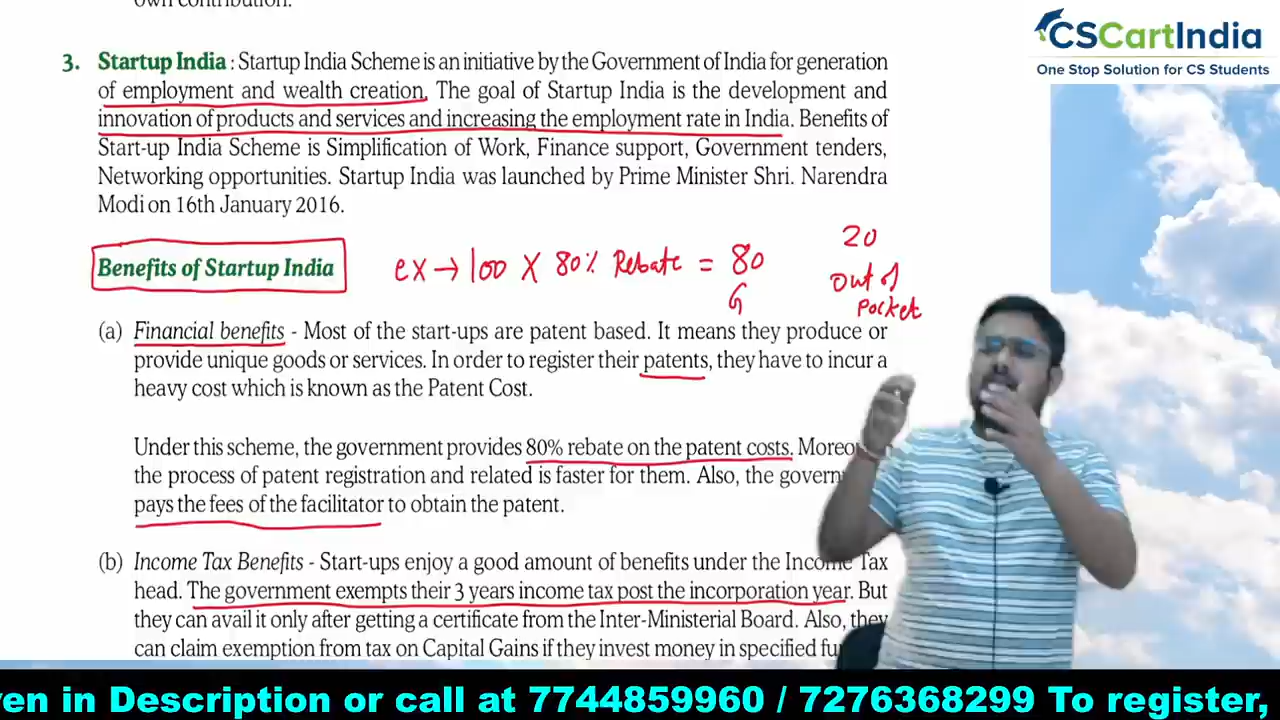 own contribution.
CSCartIndia
One Stop Solution for CS Students
3. Startup India : Startup India Scheme is an initiative by the Government of India for generation
of employment and wealth creation. The goal of Startup India is the development and
innovation of products and services and increasing the employment rate in India. Benefits of
Start-up India Scheme is Simplification of Work, Finance support, Government tenders,
Networking opportunities. Startup India was launched by Prime Minister Shri. Narendra
Modi on 16th January 2016.
Benefits of Startup India
ex → 100 X 80% Rebate = 80
20
out of
pocket
(a) Financial benefits - Most of the start-ups are patent based. It means they produce or
provide unique goods or services. In order to register their patents, they have to incur a
heavy cost which is known as the Patent Cost.
Under this scheme, the government provides 80% rebate on the patent costs. Moreo
the process of patent registration and related is faster for them. Also, the govern
pays the fees of the facilitator to obtain the patent.
(b) Income Tax Benefits - Start-ups enjoy a good amount of benefits under the Income Tax
head. The government exempts their 3 years income tax post the incorporation year. But
they can avail it only after getting a certificate from the Inter-Ministerial Board. Also, they
can claim exemption from tax on Capital Gains if they invest money in specified fu
ven in Description or call at 7744859960 / 7276368299 To register,